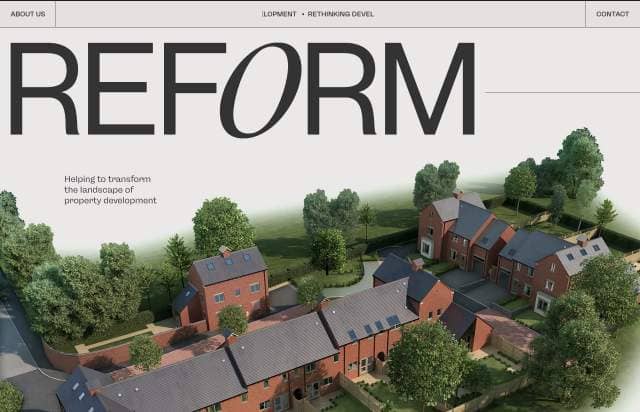 ABOUT US
LOPMENT • RETHINKING DEVEL
CONTACT
REFORM
Helping to transform
the landscape of
property development